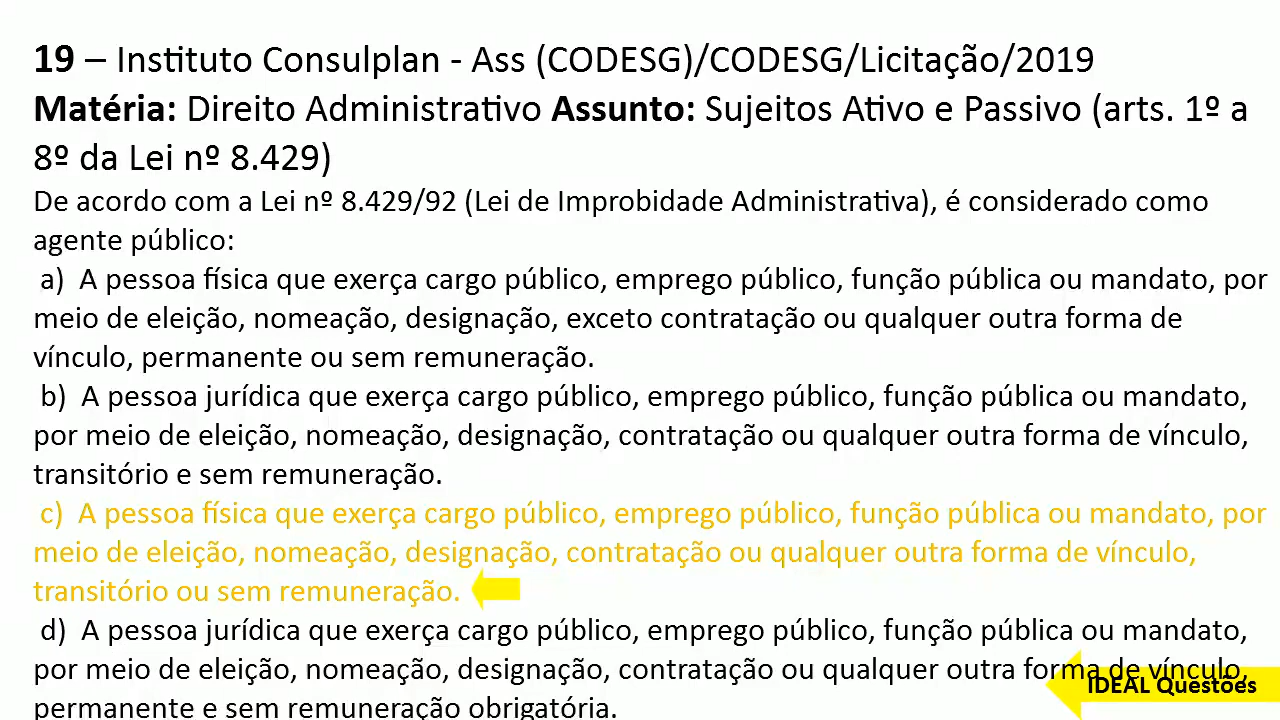 19 – Instituto Consulplan - Ass (CODESG)/CODESG/Licitação/2019
Matéria: Direito Administrativo Assunto: Sujeitos Ativo e Passivo (arts. 1º a
8º da Lei nº 8.429)
De acordo com a Lei nº 8.429/92 (Lei de Improbidade Administrativa), é considerado como
agente público:
a) A pessoa física que exerça cargo público, emprego público, função pública ou mandato, por
meio de eleição, nomeação, designação, exceto contratação ou qualquer outra forma de
vínculo, permanente ou sem remuneração.
b) A pessoa jurídica que exerça cargo público, emprego público, função pública ou mandato,
por meio de eleição, nomeação, designação, contratação ou qualquer outra forma de vínculo,
transitório e sem remuneração.
c) A pessoa física que exerça cargo público, emprego público, função pública ou mandato, por
meio de eleição, nomeação, designação, contratação ou qualquer outra forma de vínculo,
transitório ou sem remuneração.
d) A pessoa jurídica que exerça cargo público, emprego público, função pública ou mandato,
por meio de eleição, nomeação, designação, contratação ou qualquer outra forma de vínculo,
IDEAL Questões
permanente e sem remuneração obrigatória.